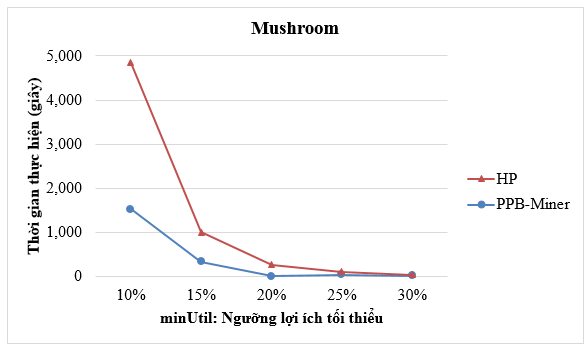 Mushroom
Thời gian thực hiện (giây)
5,000
4,000
3,000
2,000
1,000
0
10% 15% 20% 25% 30%
minUtil: Ngưỡng lợi ích tối thiểu
HP
PPB-Miner